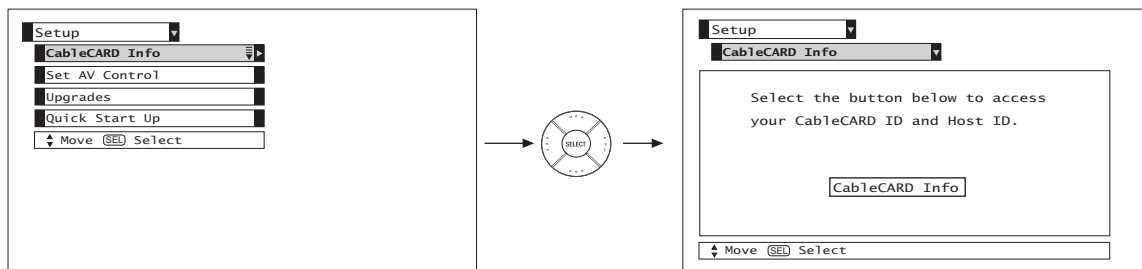 Setup
CableCARD Info
Set AV Control
Upgrades
Quick Start Up
Move SEL Select
SELECT
Setup
CableCARD Info
Select the button below to access
your CableCARD ID and Host ID.
CableCARD Info
Move SEL Select